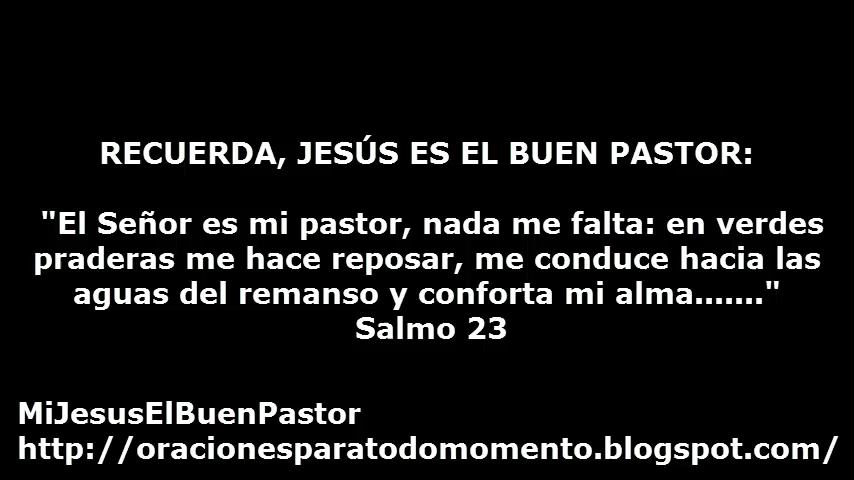 RECUERDA, JESÚS ES EL BUEN PASTOR:
"El Señor es mi pastor, nada me falta: en verdes
praderas me hace reposar, me conduce hacia las
aguas del remanso y conforta mi alma......."
Salmo 23
MiJesusElBuenPastor
http://oracionesparatodomomento.blogspot.com/